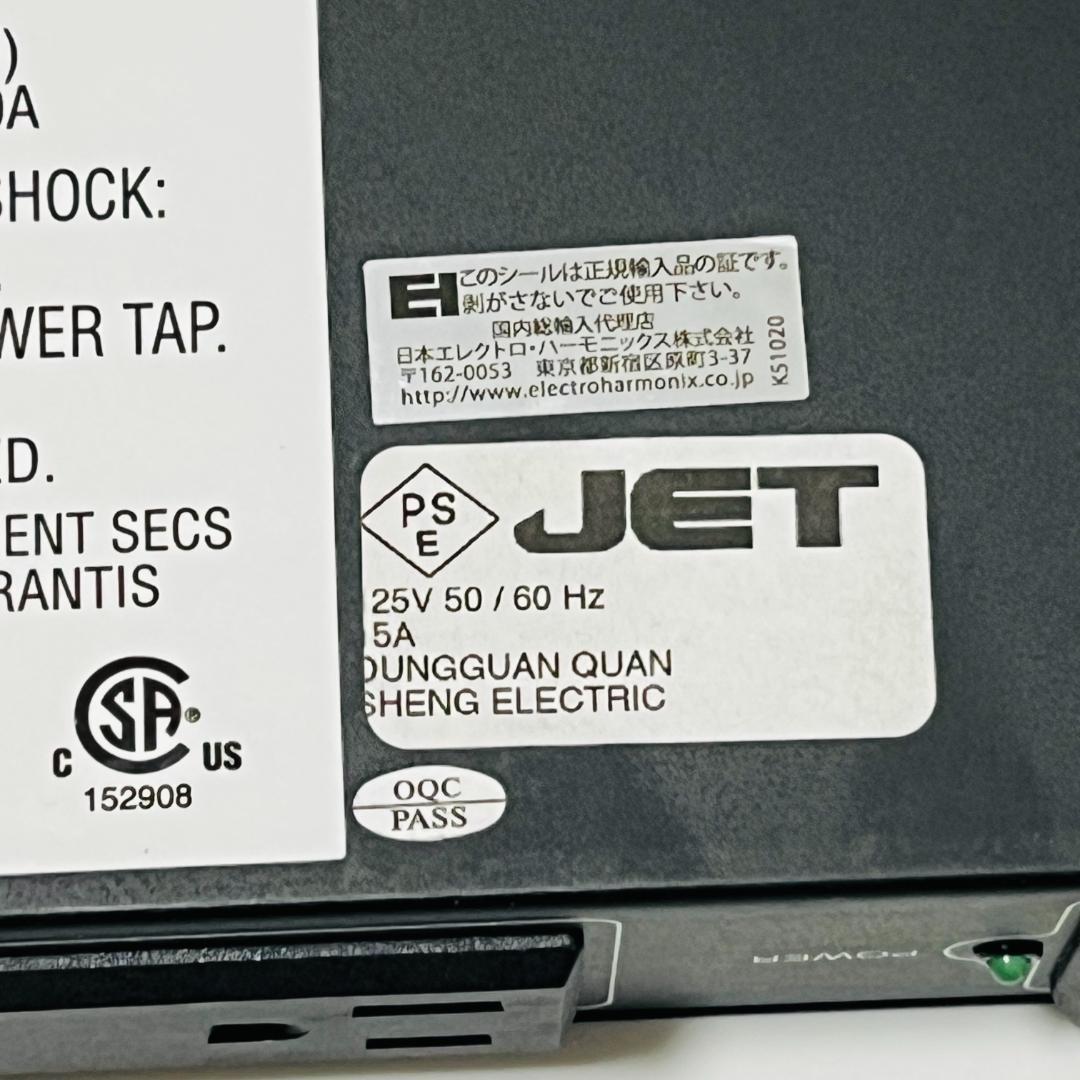 )
0A
SHOCK:
WER TAP.
ED.
ENT SECS
RANTIS
SA
C US
152908
EH
このシールは正規輸入品の証です。
剥がさないでご使用下さい。
国内総輸入代理店
日本エレクトロ・ハーモニックス株式会社
〒162-0053 東京都新宿区原町3-37
http://www.electroharmonix.co.jp
K51020
PS
E
JET
25V 50 / 60 Hz
5A
DUNGGUAN QUAN
SHENG ELECTRIC
OQC
PASS
POWER